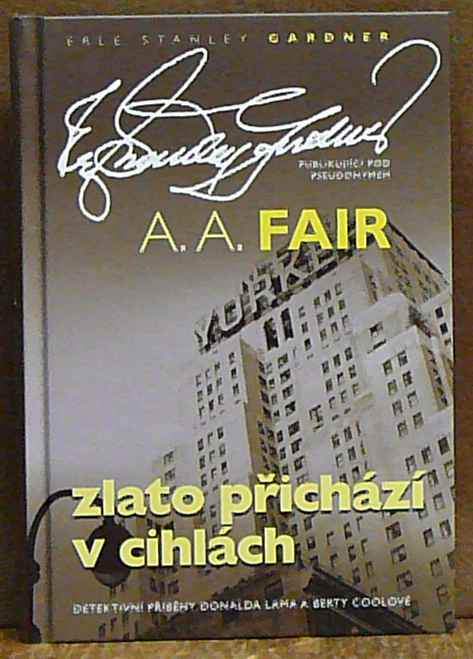 ERLE STANLEY GARDNER
Erle Stanley Gardner
PUBLIKUJÍCÍ POD
PSEUDONYMEM
A. A. FAIR
YORKER
zlato přichází
v cihlách
DETEKTIVNÍ PŘÍBĚHY DONALDA LAMA A BERTY COOLOVÉ